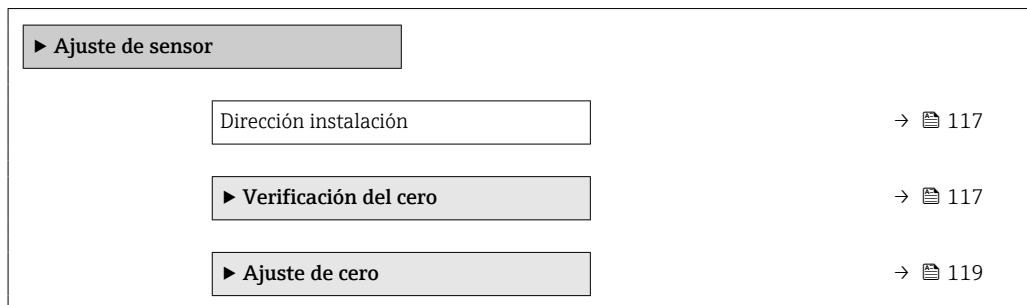 ▶ Ajuste de sensor
Dirección instalación → 117
▶ Verificación del cero → 117
▶ Ajuste de cero → 119